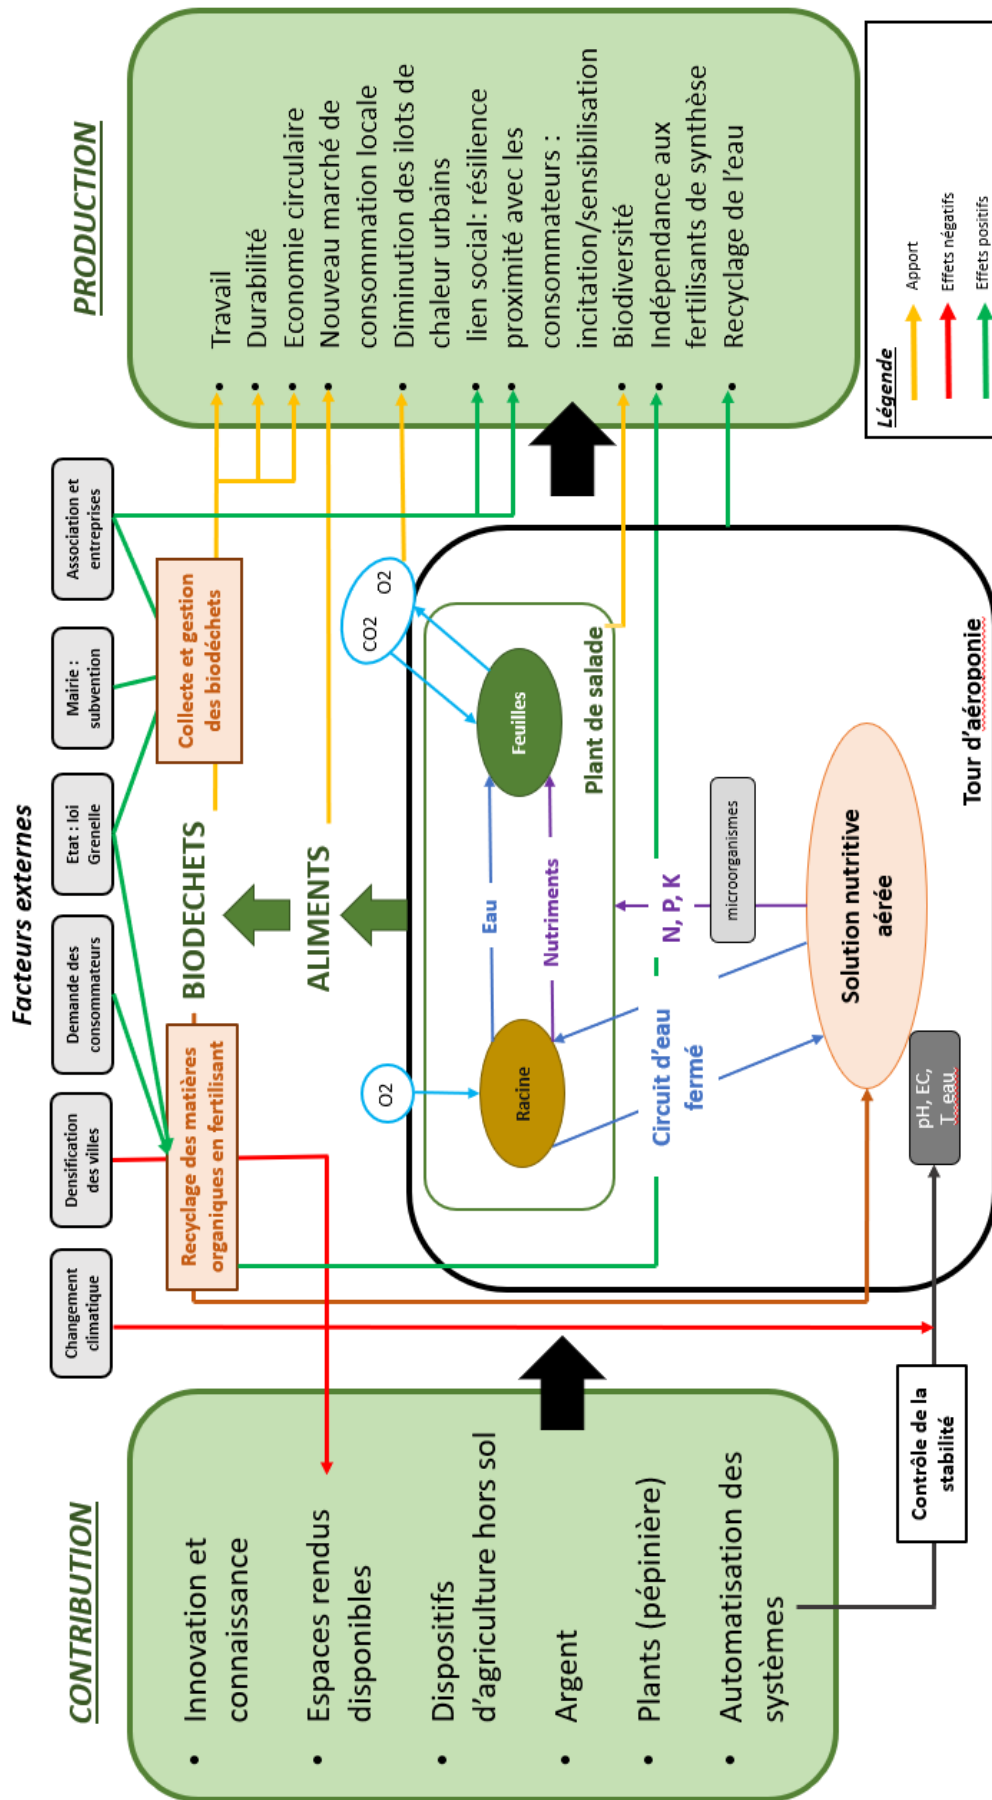 Facteurs externes
CONTRIBUTION
PRODUCTION
Changement
climatique
Densification
des villes
Demande des
consommateurs
Etat : loi
Grenelle
Mairie :
subvention
Association et
entreprises
• Innovation et
connaissance
• Espaces rendus
disponibles
• Dispositifs
d'agriculture hors sol
• Argent
• Plants (pépinière)
• Automatisation des
systèmes
Recyclage des matières
organiques en fertilisant
BIODECHETS
Collecte et gestion
des biodéchets
ALIMENTS
O2
CO2
O2
Racine
Eau
Nutriments
Feuilles
Plant de salade
Circuit d'eau
fermé
N, P, K
microorganismes
Solution nutritive
aérée
pH, EC,
T eau
Tour d'aéroponie
Contrôle de la
stabilité
• Travail
• Durabilité
• Economie circulaire
• Nouveau marché de
consommation locale
• Diminution des ilots de
chaleur urbains
• lien social: résilience
• proximité avec les
consommateurs :
incitation/sensibilisation
• Biodiversité
• Indépendance aux
fertilisants de synthèse
• Recyclage de l'eau
Légende
Apport
Effets négatifs
Effets positifs